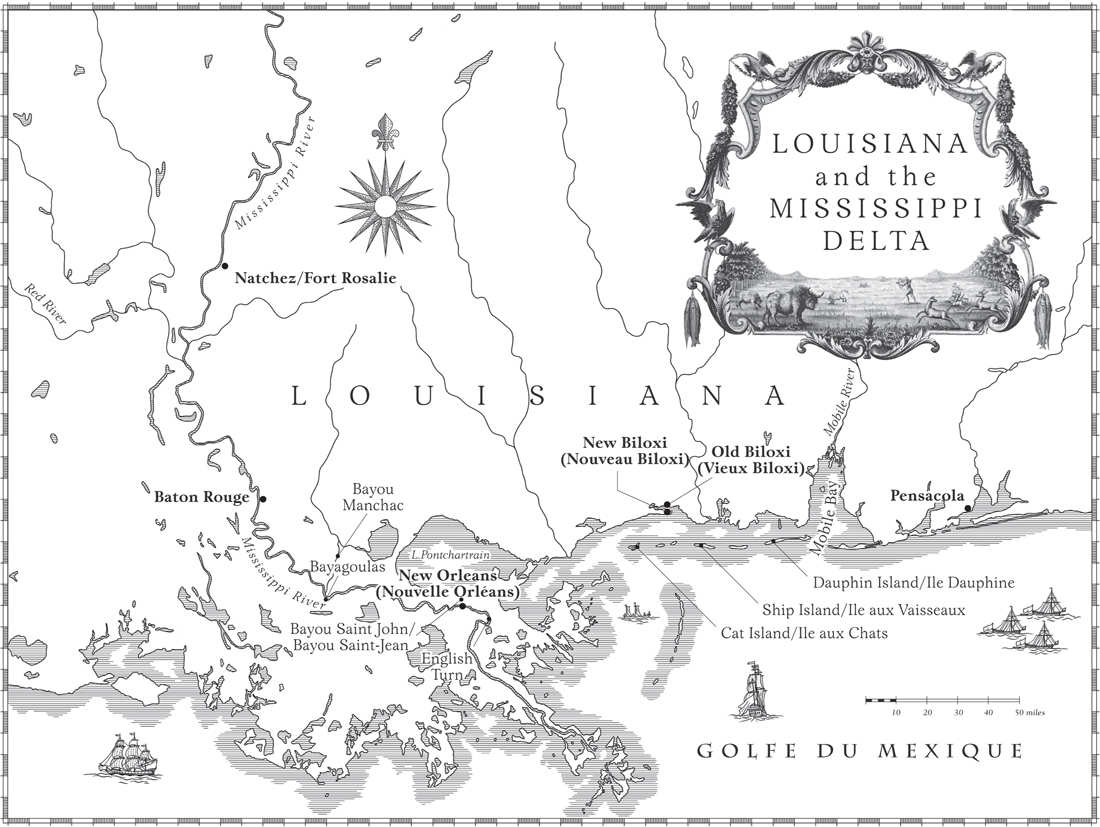 LOUISIANA
and the
MISSISSIPPI
DELTA
Mississippi River
Natchez/Fort Rosalie
Red River
LOUISIANA
Mobile River
New Biloxi
(Nouveau Biloxi)
Old Biloxi
(Vieux Biloxi)
Baton Rouge
Bayou
Manchac
Pensacola
Mobile Bay
Mississippi River
L.Pontchartrain
Bayagoulas
New Orleans
(Nouvelle Orléans)
Dauphin Island/Ile Dauphine
Ship Island/Ile aux Vaisseaux
Cat Island/Ile aux Chats
Bayou Saint John/
Bayou Saint-Jean
English
Turn
10 20 30 40 50 miles
GOLFE DU MEXIQUE